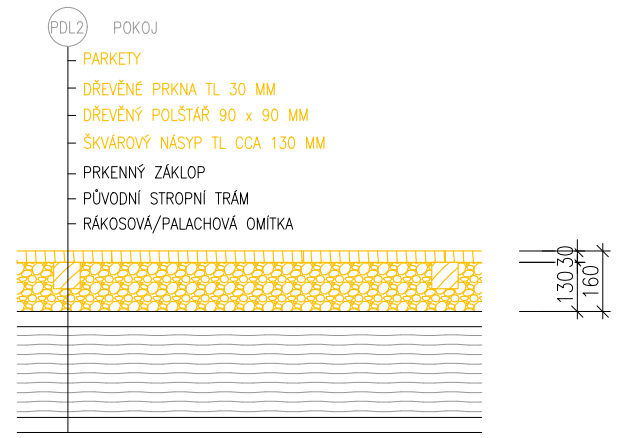 PDL2 POKOJ
PARKETY
DŘEVĚNÉ PRKNA TL 30 MM
DŘEVĚNÝ POLŠTÁŘ 90 x 90 MM
ŠKVÁROVÝ NÁSYP TL CCA 130 MM
PRKENNÝ ZÁKLOP
PŮVODNÍ STROPNÍ TRÁM
RÁKOSOVÁ/PALACHOVÁ OMÍTKA
30
130
160